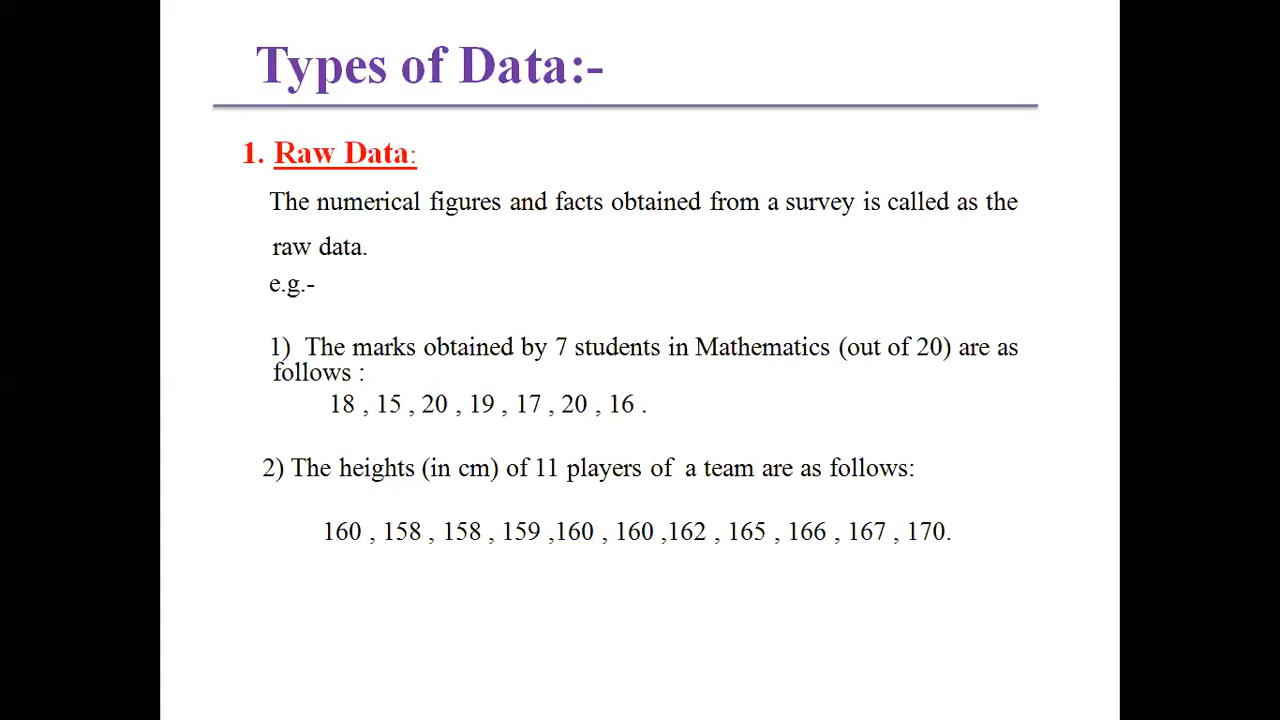 Types of Data:-
1. Raw Data:
The numerical figures and facts obtained from a survey is called as the
raw data.
e.g.-
1) The marks obtained by 7 students in Mathematics (out of 20) are as
follows :
18 , 15 , 20 , 19 , 17 , 20 , 16 .
2) The heights (in cm) of 11 players of a team are as follows:
160 , 158 , 158 , 159 ,160 , 160 ,162 , 165 , 166 , 167 , 170.